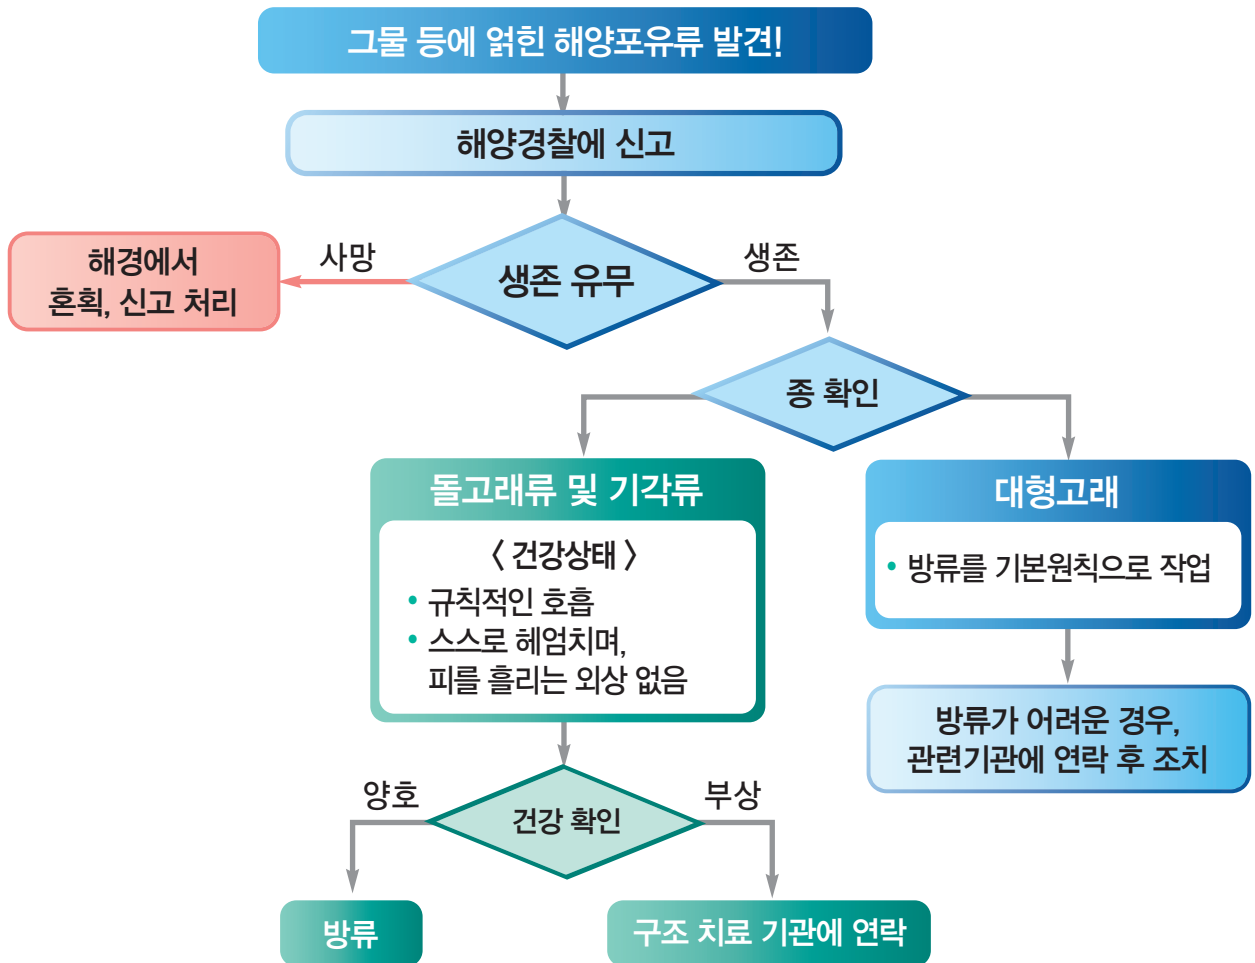 그물 등에 얽힌 해양포유류 발견!
해양경찰에 신고
사망
생존 유무
생존
해경에서
혼획, 신고 처리
종 확인
돌고래류 및 기각류
〈 건강상태 〉
• 규칙적인 호흡
• 스스로 헤엄치며,
피를 흘리는 외상 없음
대형고래
• 방류를 기본원칙으로 작업
방류가 어려운 경우,
관련기관에 연락 후 조치
양호
건강 확인
부상
방류
구조 치료 기관에 연락